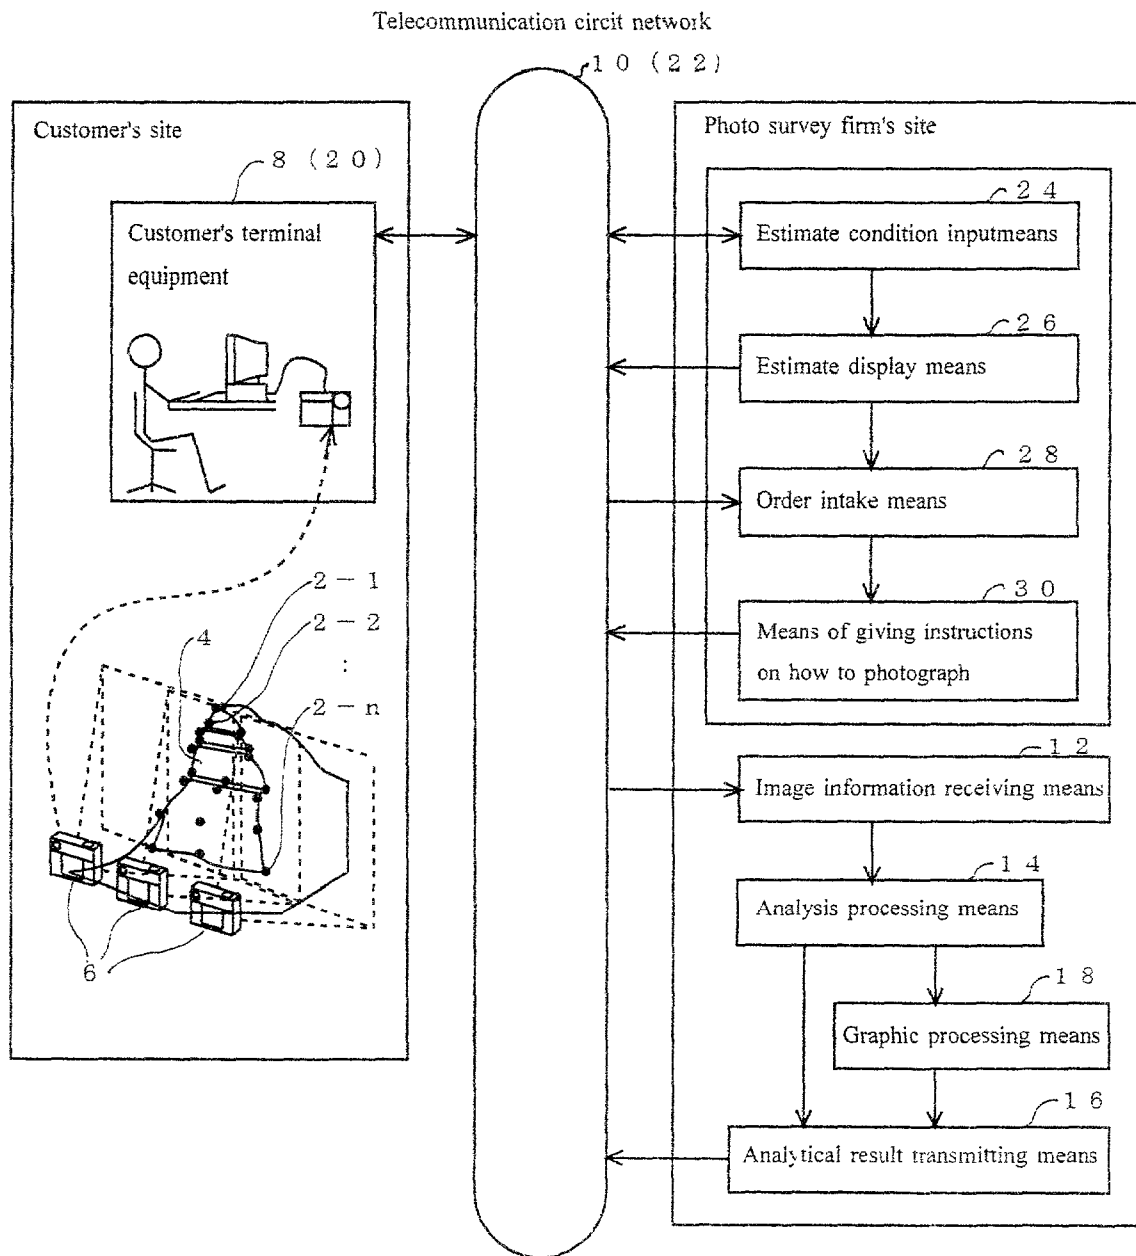 Telecommunication circit network
10 (22)
Customer's site
8 (20)
Customer's terminal
equipment
2-1
2-2
4
:
2-n
6
Photo survey firm's site
24
Estimate condition inputmeans
26
Estimate display means
28
Order intake means
30
Means of giving instructions
on how to photograph
12
Image information receiving means
14
Analysis processing means
18
Graphic processing means
16
Analytical result transmitting means